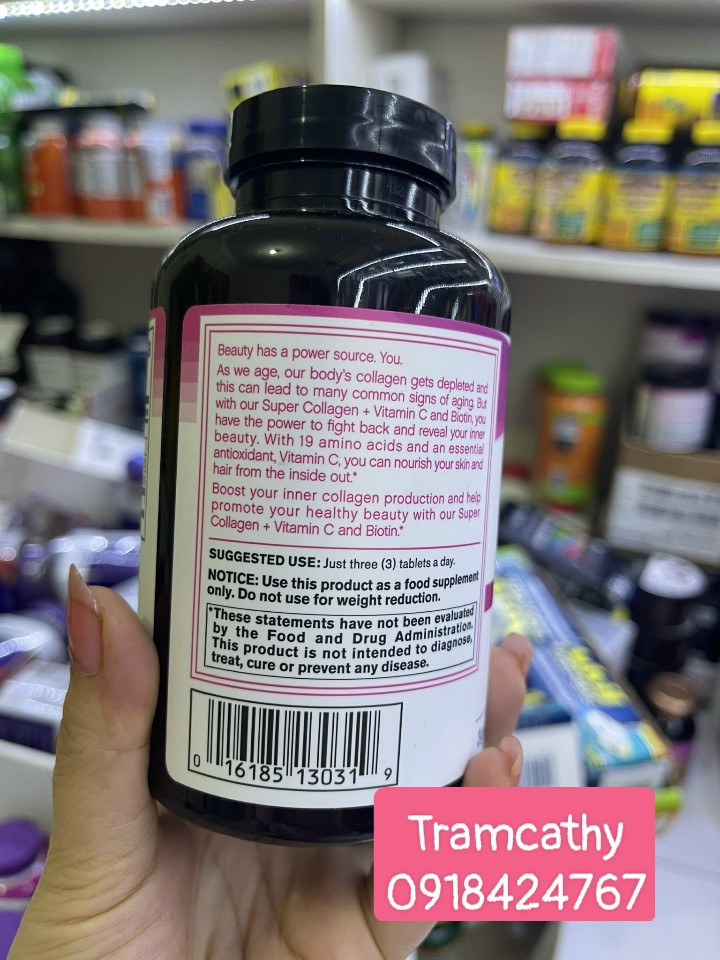 Beauty has a power source. You.
As we age, our body's collagen gets depleted and
this can lead to many common signs of aging. But
with our Super Collagen + Vitamin C and Biotin, you
have the power to fight back and reveal your inner
beauty. With 19 amino acids and an essential
antioxidant, Vitamin C, you can nourish your skin and
hair from the inside out.*
Boost your inner collagen production and help
promote your healthy beauty with our Super
Collagen + Vitamin C and Biotin.*
SUGGESTED USE: Just three (3) tablets a day.
NOTICE: Use this product as a food supplement
only. Do not use for weight reduction.
*These statements have not been evaluated
by the Food and Drug Administration.
This product is not intended to diagnose,
treat, cure or prevent any disease.
0 16185 13031 9
Tramcathy
0918424767